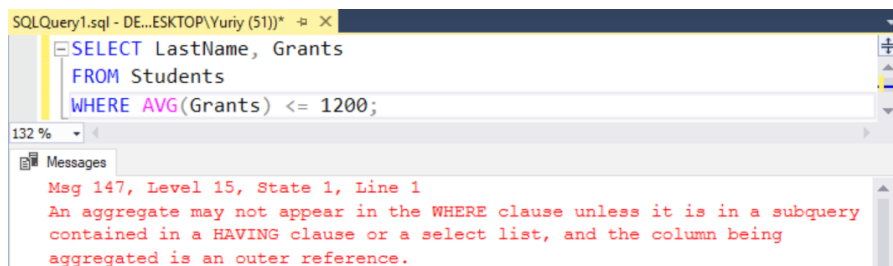 SQLQuery1.sql - DE...ESKTOP\Yuriy (51))*
SELECT LastName, Grants
FROM Students
WHERE AVG(Grants) <= 1200;
132 %
Messages
Msg 147, Level 15, State 1, Line 1
An aggregate may not appear in the WHERE clause unless it is in a subquery
contained in a HAVING clause or a select list, and the column being
aggregated is an outer reference.